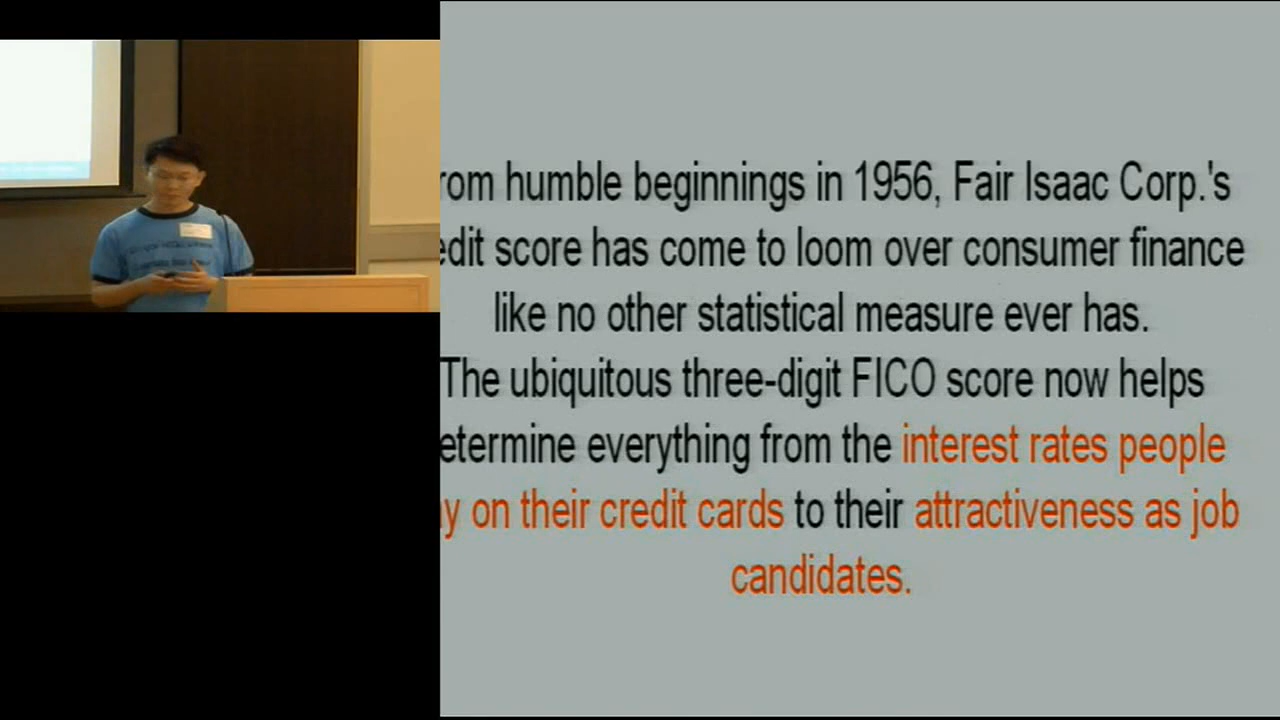 rom humble beginnings in 1956, Fair Isaac Corp.'s
edit score has come to loom over consumer finance
like no other statistical measure ever has.
The ubiquitous three-digit FICO score now helps
etermine everything from the interest rates people
y on their credit cards to their attractiveness as job
candidates.